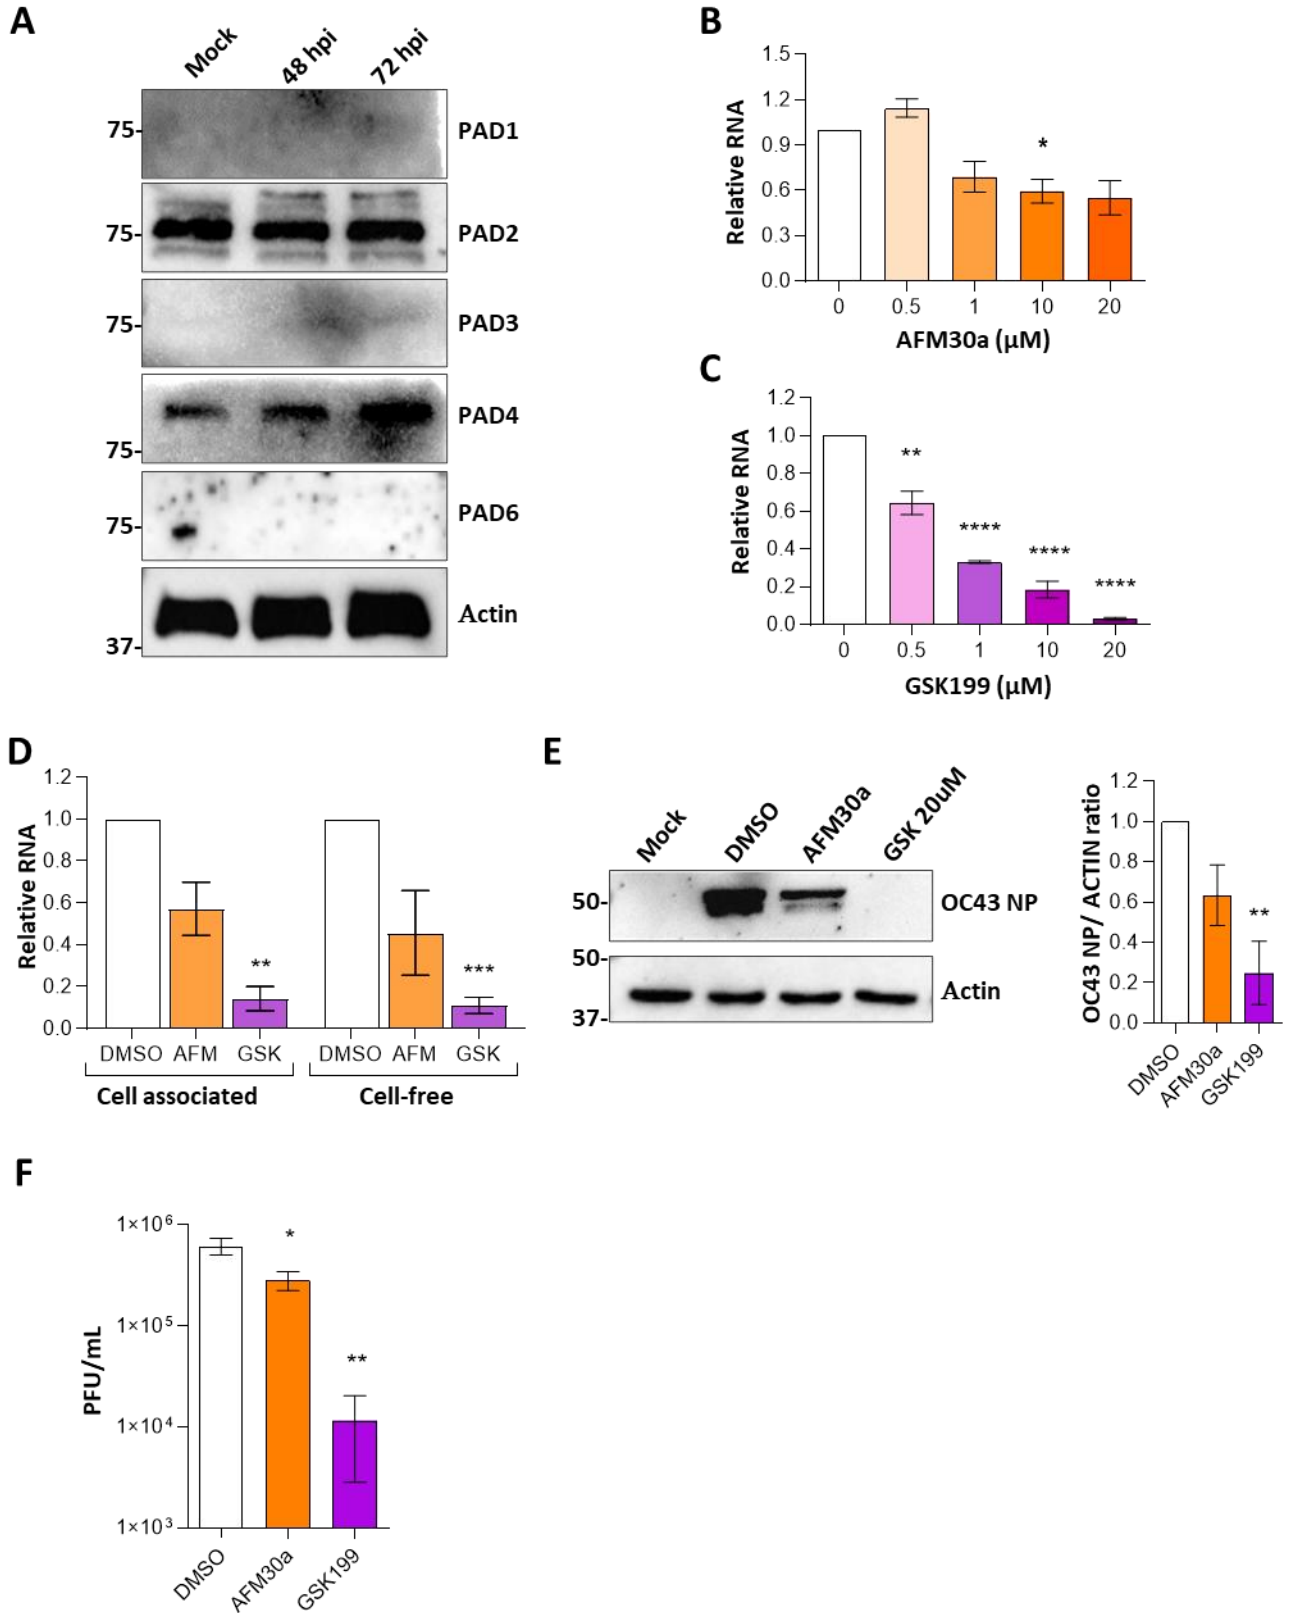 A
Mock
48 hpi
72 hpi
75-
PAD1
75-
PAD2
75-
PAD3
PAD4
75-
75-
PAD6
Actin
37-
B
1.5
1.2
0.9
0.6
0.3
0.0
Relative RNA
*
0 0.5 1 10 20
AFM30a (μM)
C
1.2
1.0
0.8
0.6
0.4
0.2
0.0
Relative RNA
**
****
****
****
0 0.5 1 10 20
GSK199 (μM)
D
1.2
1.0
0.8
0.6
0.4
0.2
0.0
Relative RNA
**
***
DMSO AFM GSK DMSO AFM GSK
Cell associated Cell-free
E
Mock
DMSO
AFM30a
GSK 20uM
50-
OC43 NP
50-
Actin
37-
OC43 NP/ ACTIN ratio
1.2
1.0
0.8
0.6
0.4
0.2
0.0
**
DMSO
AFM30a
GSK199
F
1×10⁶
1×10⁵
1×10⁴
1×10³
PFU/mL
*
**
DMSO
AFM30a
GSK199